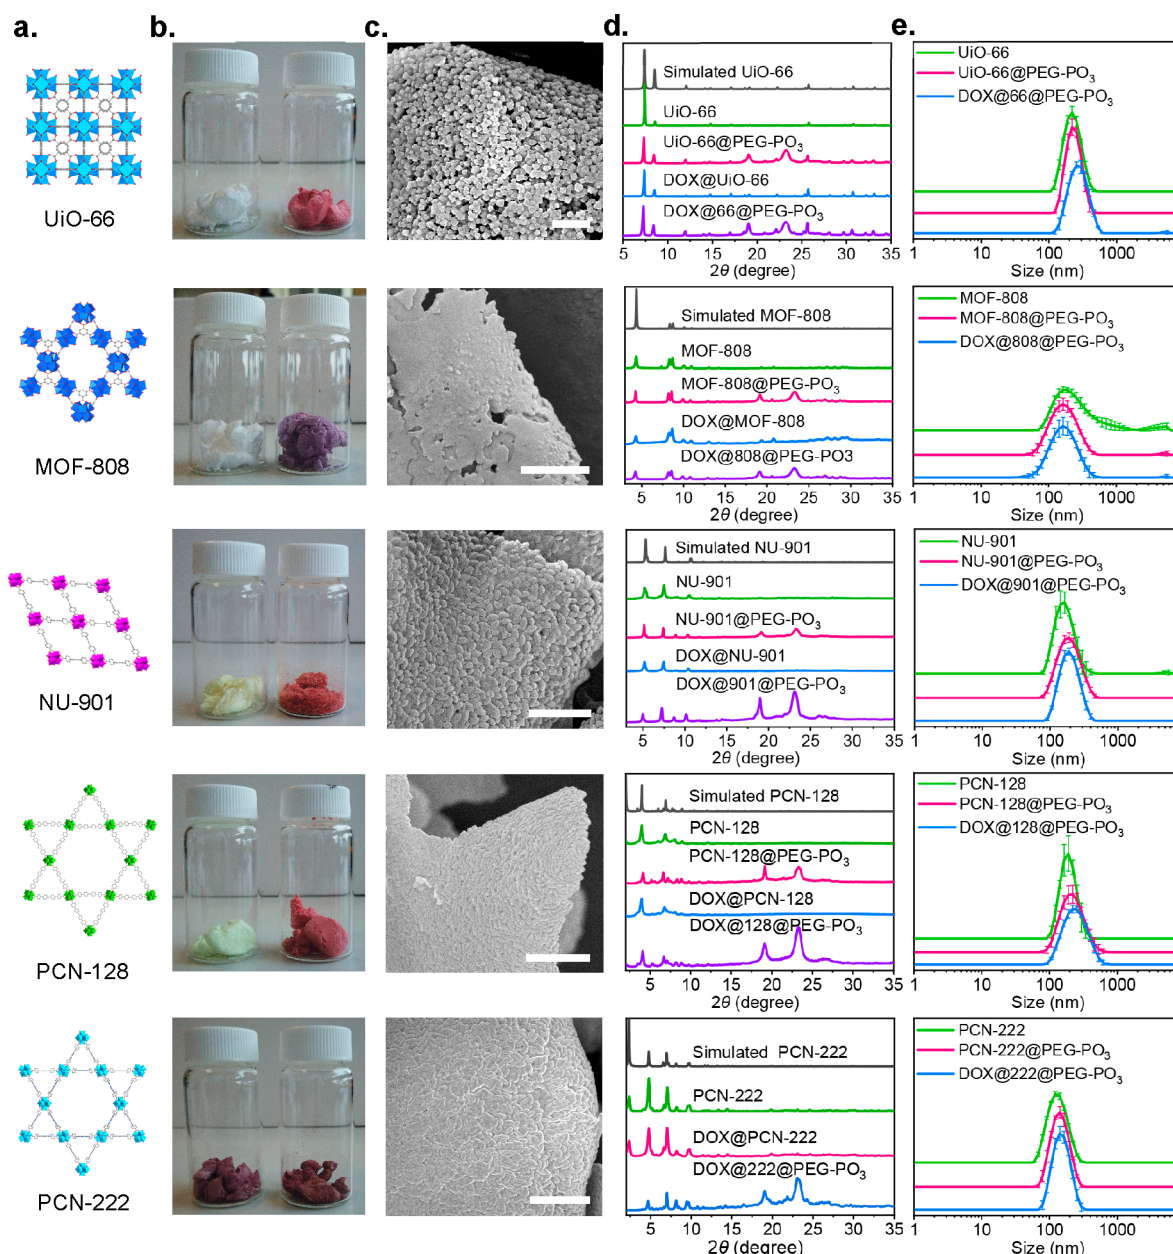 a.
b.
c.
d.
e.
UiO-66
Simulated UiO-66
UiO-66
UiO-66@PEG-PO₃
DOX@UiO-66
DOX@66@PEG-PO₃
5 10 15 20 25 30 35
2θ (degree)
UiO-66
UiO-66@PEG-PO₃
DOX@66@PEG-PO₃
1 10 100 1000
Size (nm)
MOF-808
Simulated MOF-808
MOF-808
MOF-808@PEG-PO₃
DOX@MOF-808
DOX@808@PEG-PO3
5 10 15 20 25 30 35
2θ (degree)
MOF-808
MOF-808@PEG-PO₃
DOX@808@PEG-PO₃
1 10 100 1000
Size (nm)
NU-901
Simulated NU-901
NU-901
NU-901@PEG-PO₃
DOX@NU-901
DOX@901@PEG-PO₃
5 10 15 20 25 30 35
2θ (degree)
NU-901
NU-901@PEG-PO₃
DOX@901@PEG-PO₃
1 10 100 1000
Size (nm)
PCN-128
Simulated PCN-128
PCN-128
PCN-128@PEG-PO₃
DOX@PCN-128
DOX@128@PEG-PO₃
5 10 15 20 25 30 35
2θ (degree)
PCN-128
PCN-128@PEG-PO₃
DOX@128@PEG-PO₃
1 10 100 1000
Size (nm)
PCN-222
Simulated PCN-222
PCN-222
DOX@PCN-222
DOX@222@PEG-PO₃
5 10 15 20 25 30 35
2θ (degree)
PCN-222
PCN-222@PEG-PO₃
DOX@222@PEG-PO₃
1 10 100 1000
Size (nm)